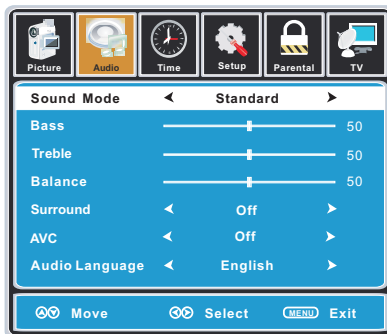 Picture Audio Time Setup Parental TV
Sound Mode Standard
Bass 50
Treble 50
Balance 50
Surround Off
AVC Off
Audio Language English
Move Select MENU Exit